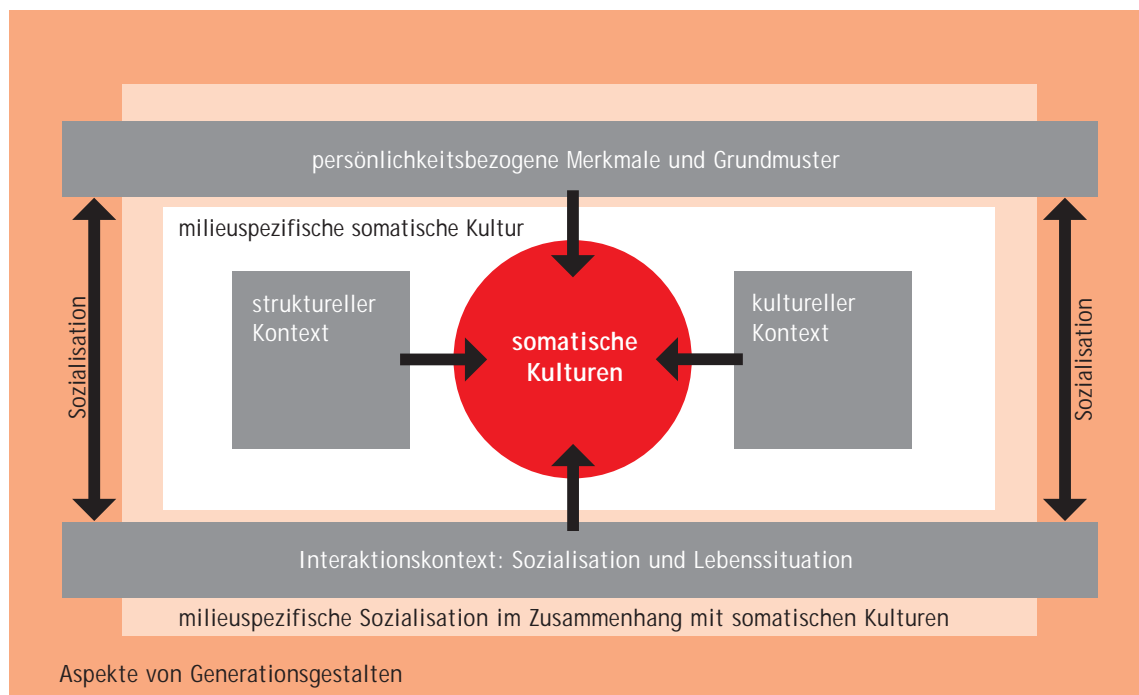 persönlichkeitsbezogene Merkmale und Grundmuster
milieuspezifische somatische Kultur
struktureller
Kontext
somatische
Kulturen
kultureller
Kontext
Sozialisation
Sozialisation
Interaktionskontext: Sozialisation und Lebenssituation
milieuspezifische Sozialisation im Zusammenhang mit somatischen Kulturen
Aspekte von Generationsgestalten